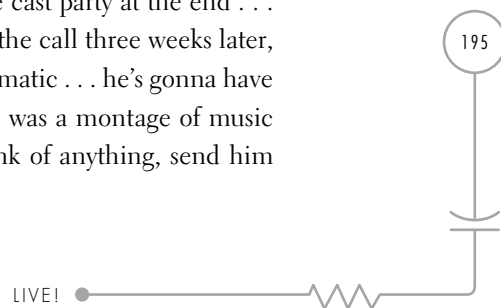 e cast party at the end . . .
the call three weeks later,
matic . . . he's gonna have
was a montage of music
nk of anything, send him
195
LIVE!